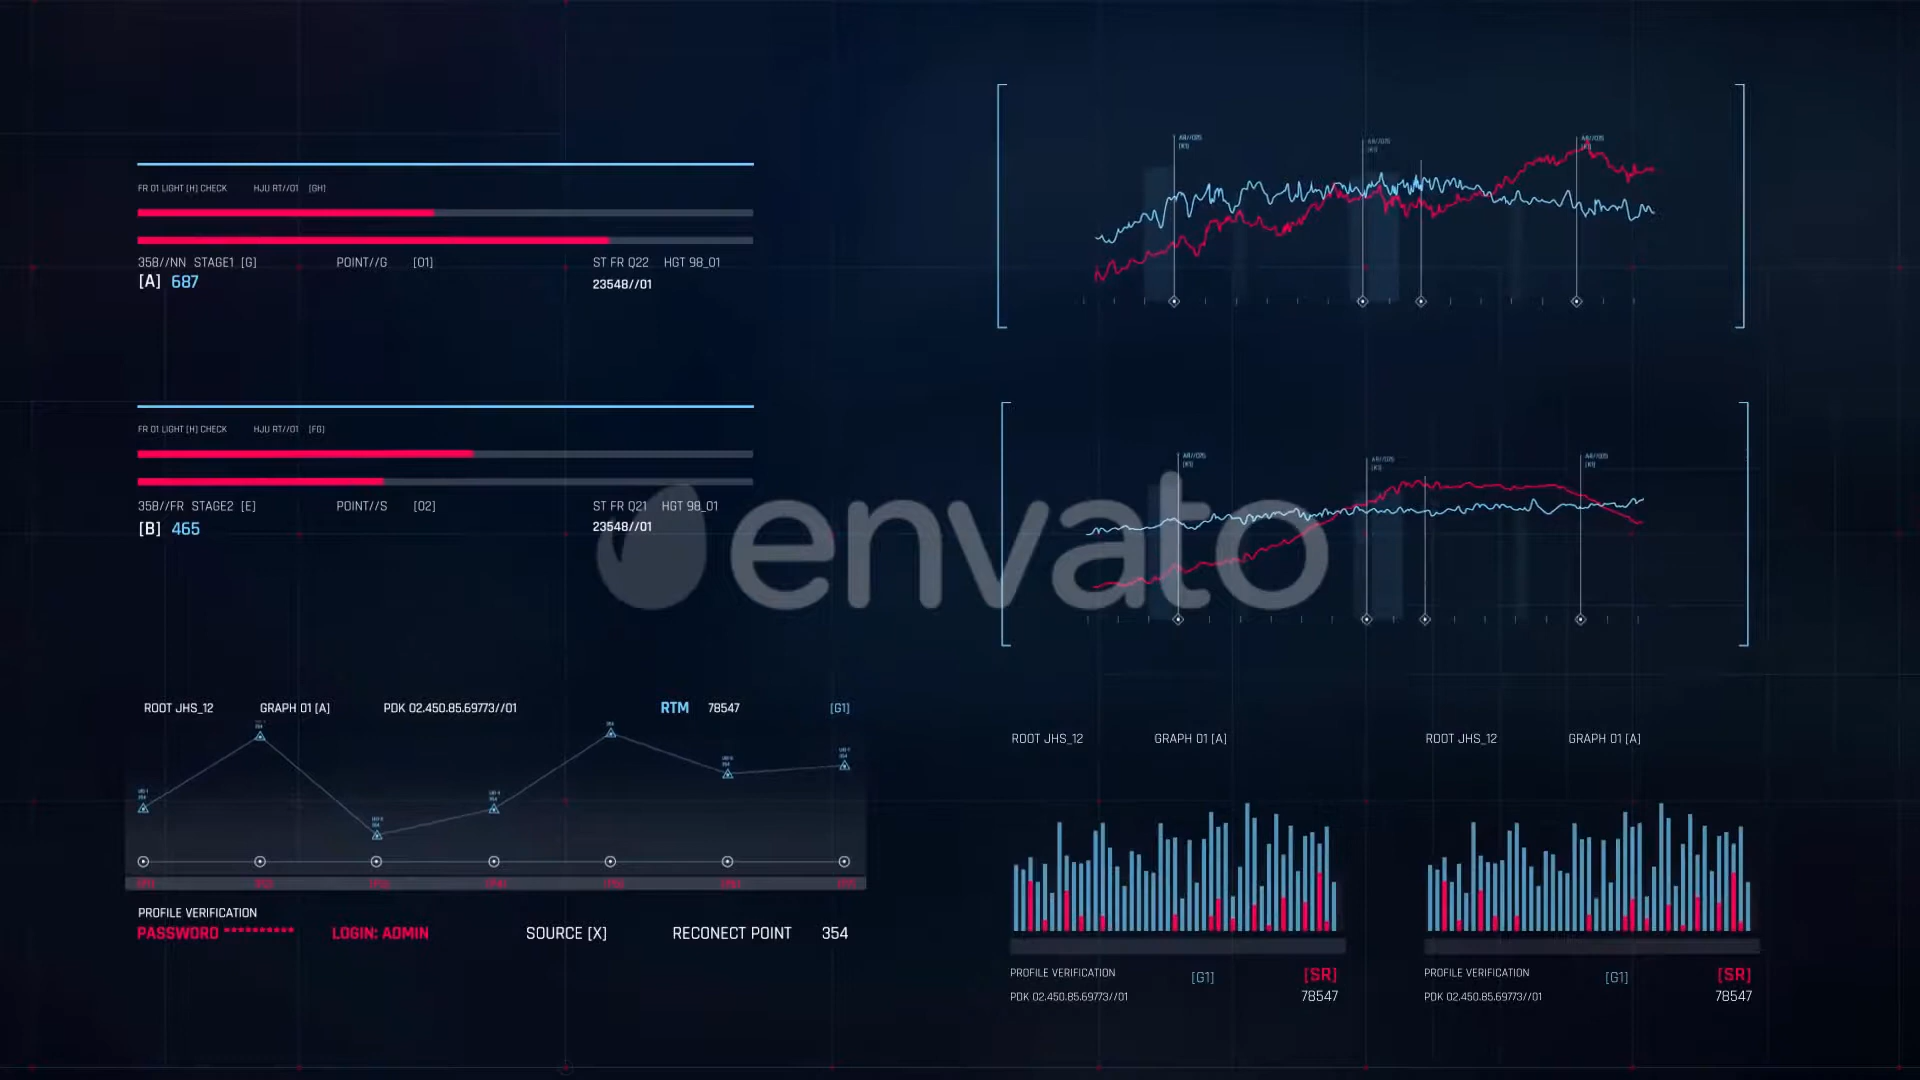 FR 01 LIGHT [H] CHECK HJU RT//01 [GH]
358//NN STAGE1 [G] POINT//G [01] ST FR Q22 HGT 98_01
[A] 687 23548//01
FR 01 LIGHT [H] CHECK HJU RT//01 [FG]
358//FR STAGE2 [E] POINT//S [02] ST FR Q21 HGT 98_01
[B] 465 23548//01
envato
ROOT JHS_12 GRAPH 01 [A] PDK 02.450.85.69773//01 RTM 78547 [G1]
PROFILE VERIFICATION
PASSWORD ********** LOGIN: ADMIN SOURCE [X] RECONECT POINT 354
ROOT JHS_12 GRAPH 01 [A]
PROFILE VERIFICATION [G1] [SR]
PDK 02.450.85.69773//01 78547
ROOT JHS_12 GRAPH 01 [A]
PROFILE VERIFICATION [G1] [SR]
PDK 02.450.85.69773//01 78547